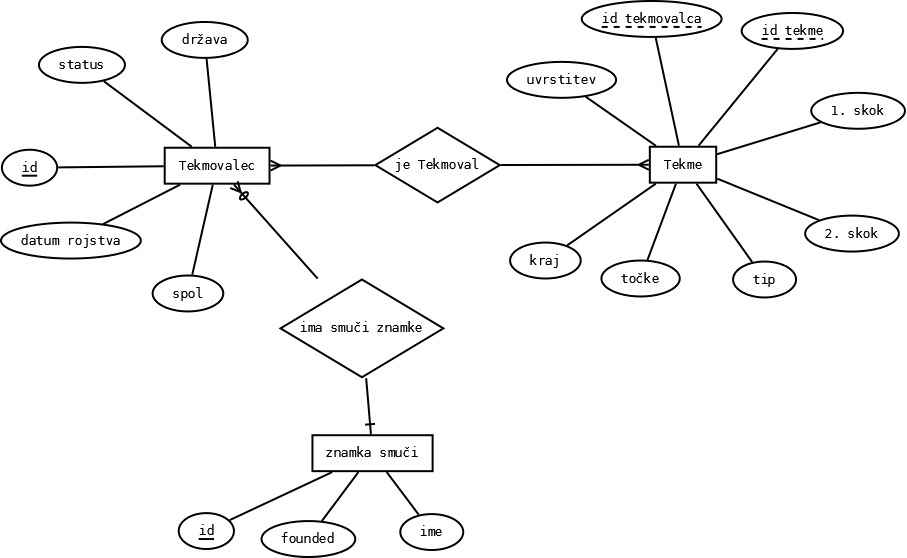 id tekmovalca
id tekme
država
status
uvrstitev
1. skok
Tekmovalec
je Tekmoval
Tekme
id
datum rojstva
2. skok
kraj
točke
tip
spol
ima smuči znamke
znamka smuči
id
founded
ime